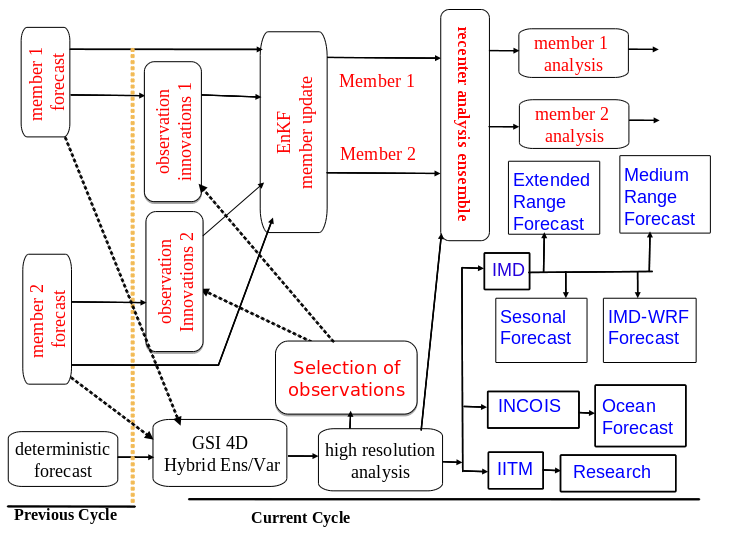 member 1
forecast
observation
innovations 1
EnKF
member update
Member 1
Member 2
recenter analysis ensemble
member 1
analysis
member 2
analysis
Extended
Range
Forecast
Medium
Range
Forecast
IMD
Sesonal
Forecast
IMD-WRF
Forecast
member 2
forecast
observation
Innovations 2
Selection of
observations
INCOIS
Ocean
Forecast
deterministic
forecast
GSI 4D
Hybrid Ens/Var
high resolution
analysis
IITM
Research
Previous Cycle
Current Cycle